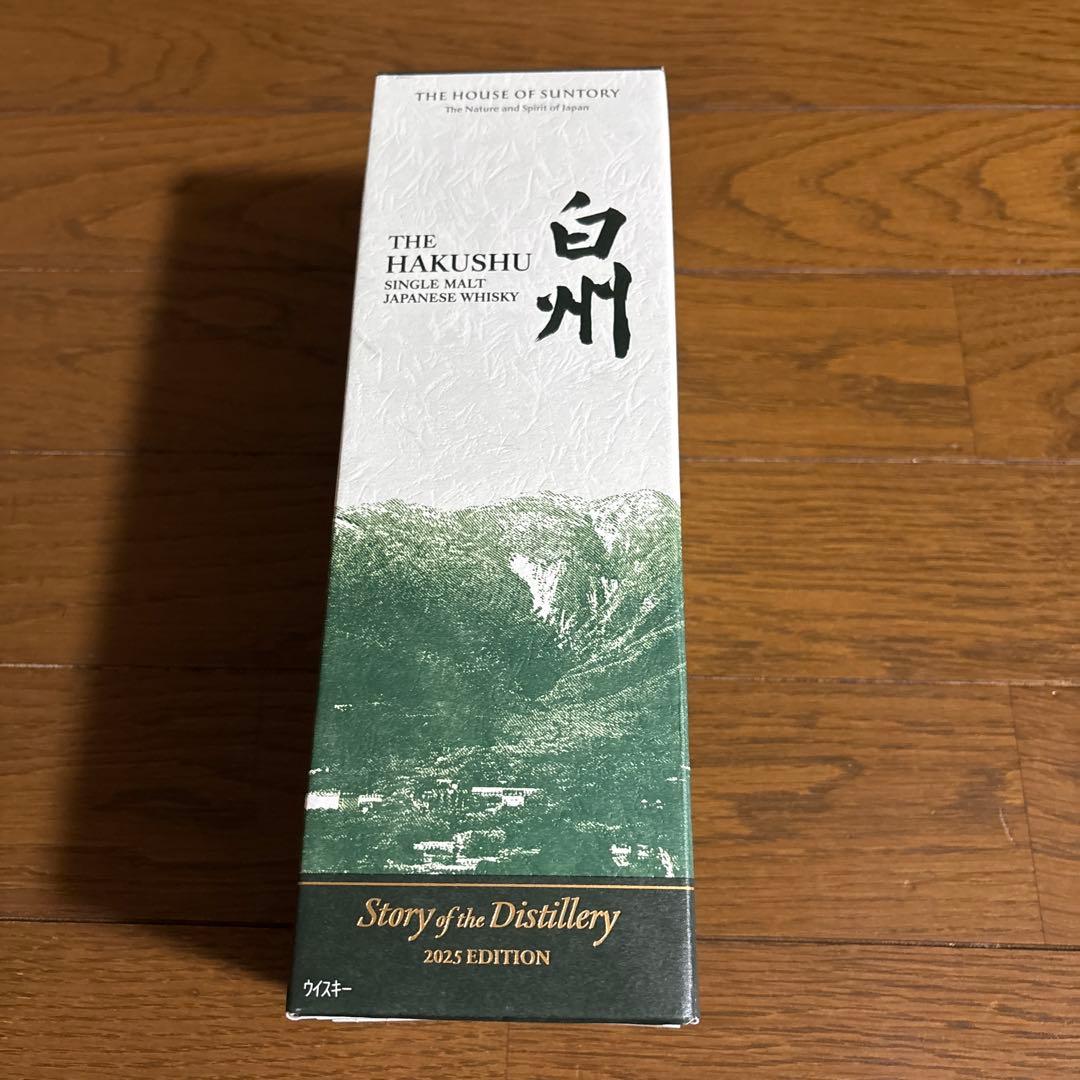 THE HOUSE OF SUNTORY
The Nature and Spirit of Japan
THE
HAKUSHU
SINGLE MALT
JAPANESE WHISKY
白州
Story of the Distillery
2025 EDITION
ウイスキー